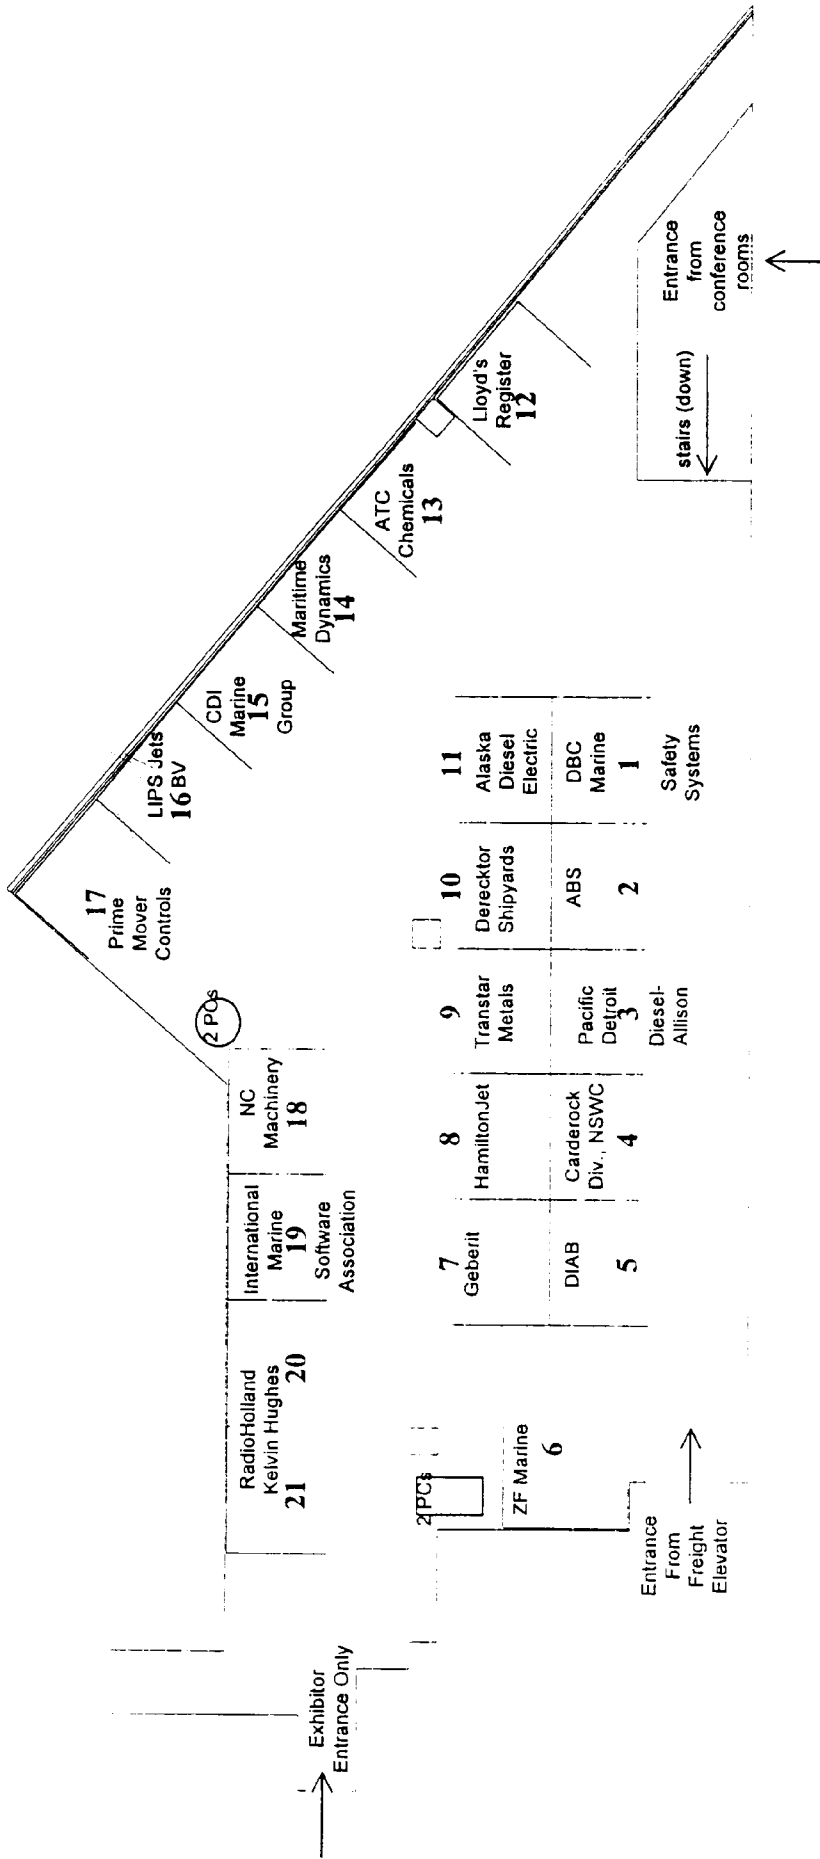 Exhibitor
Entrance Only
RadioHolland
Kelvin Hughes
21 20
International
Marine
19
Software
Association
NC
Machinery
18
2 PCs
17
Prime
Mover
Controls
LIPS Jets
16 BV
CDI
Marine
15
Group
Maritime
Dynamics
14
ATC
Chemicals
13
Lloyd's
Register
12
2 PCs
ZF Marine
6
Entrance
From
Freight
Elevator
7
Geberit
8
HamiltonJet
9
Transtar
Metals
10
Derecktor
Shipyards
11
Alaska
Diesel
Electric
DIAB
5
Carderock
Div., NSWC
4
Pacific
Detroit
3
Diesel-
Allison
ABS
2
DBC
Marine
1
Safety
Systems
stairs (down)
Entrance
from
conference
rooms